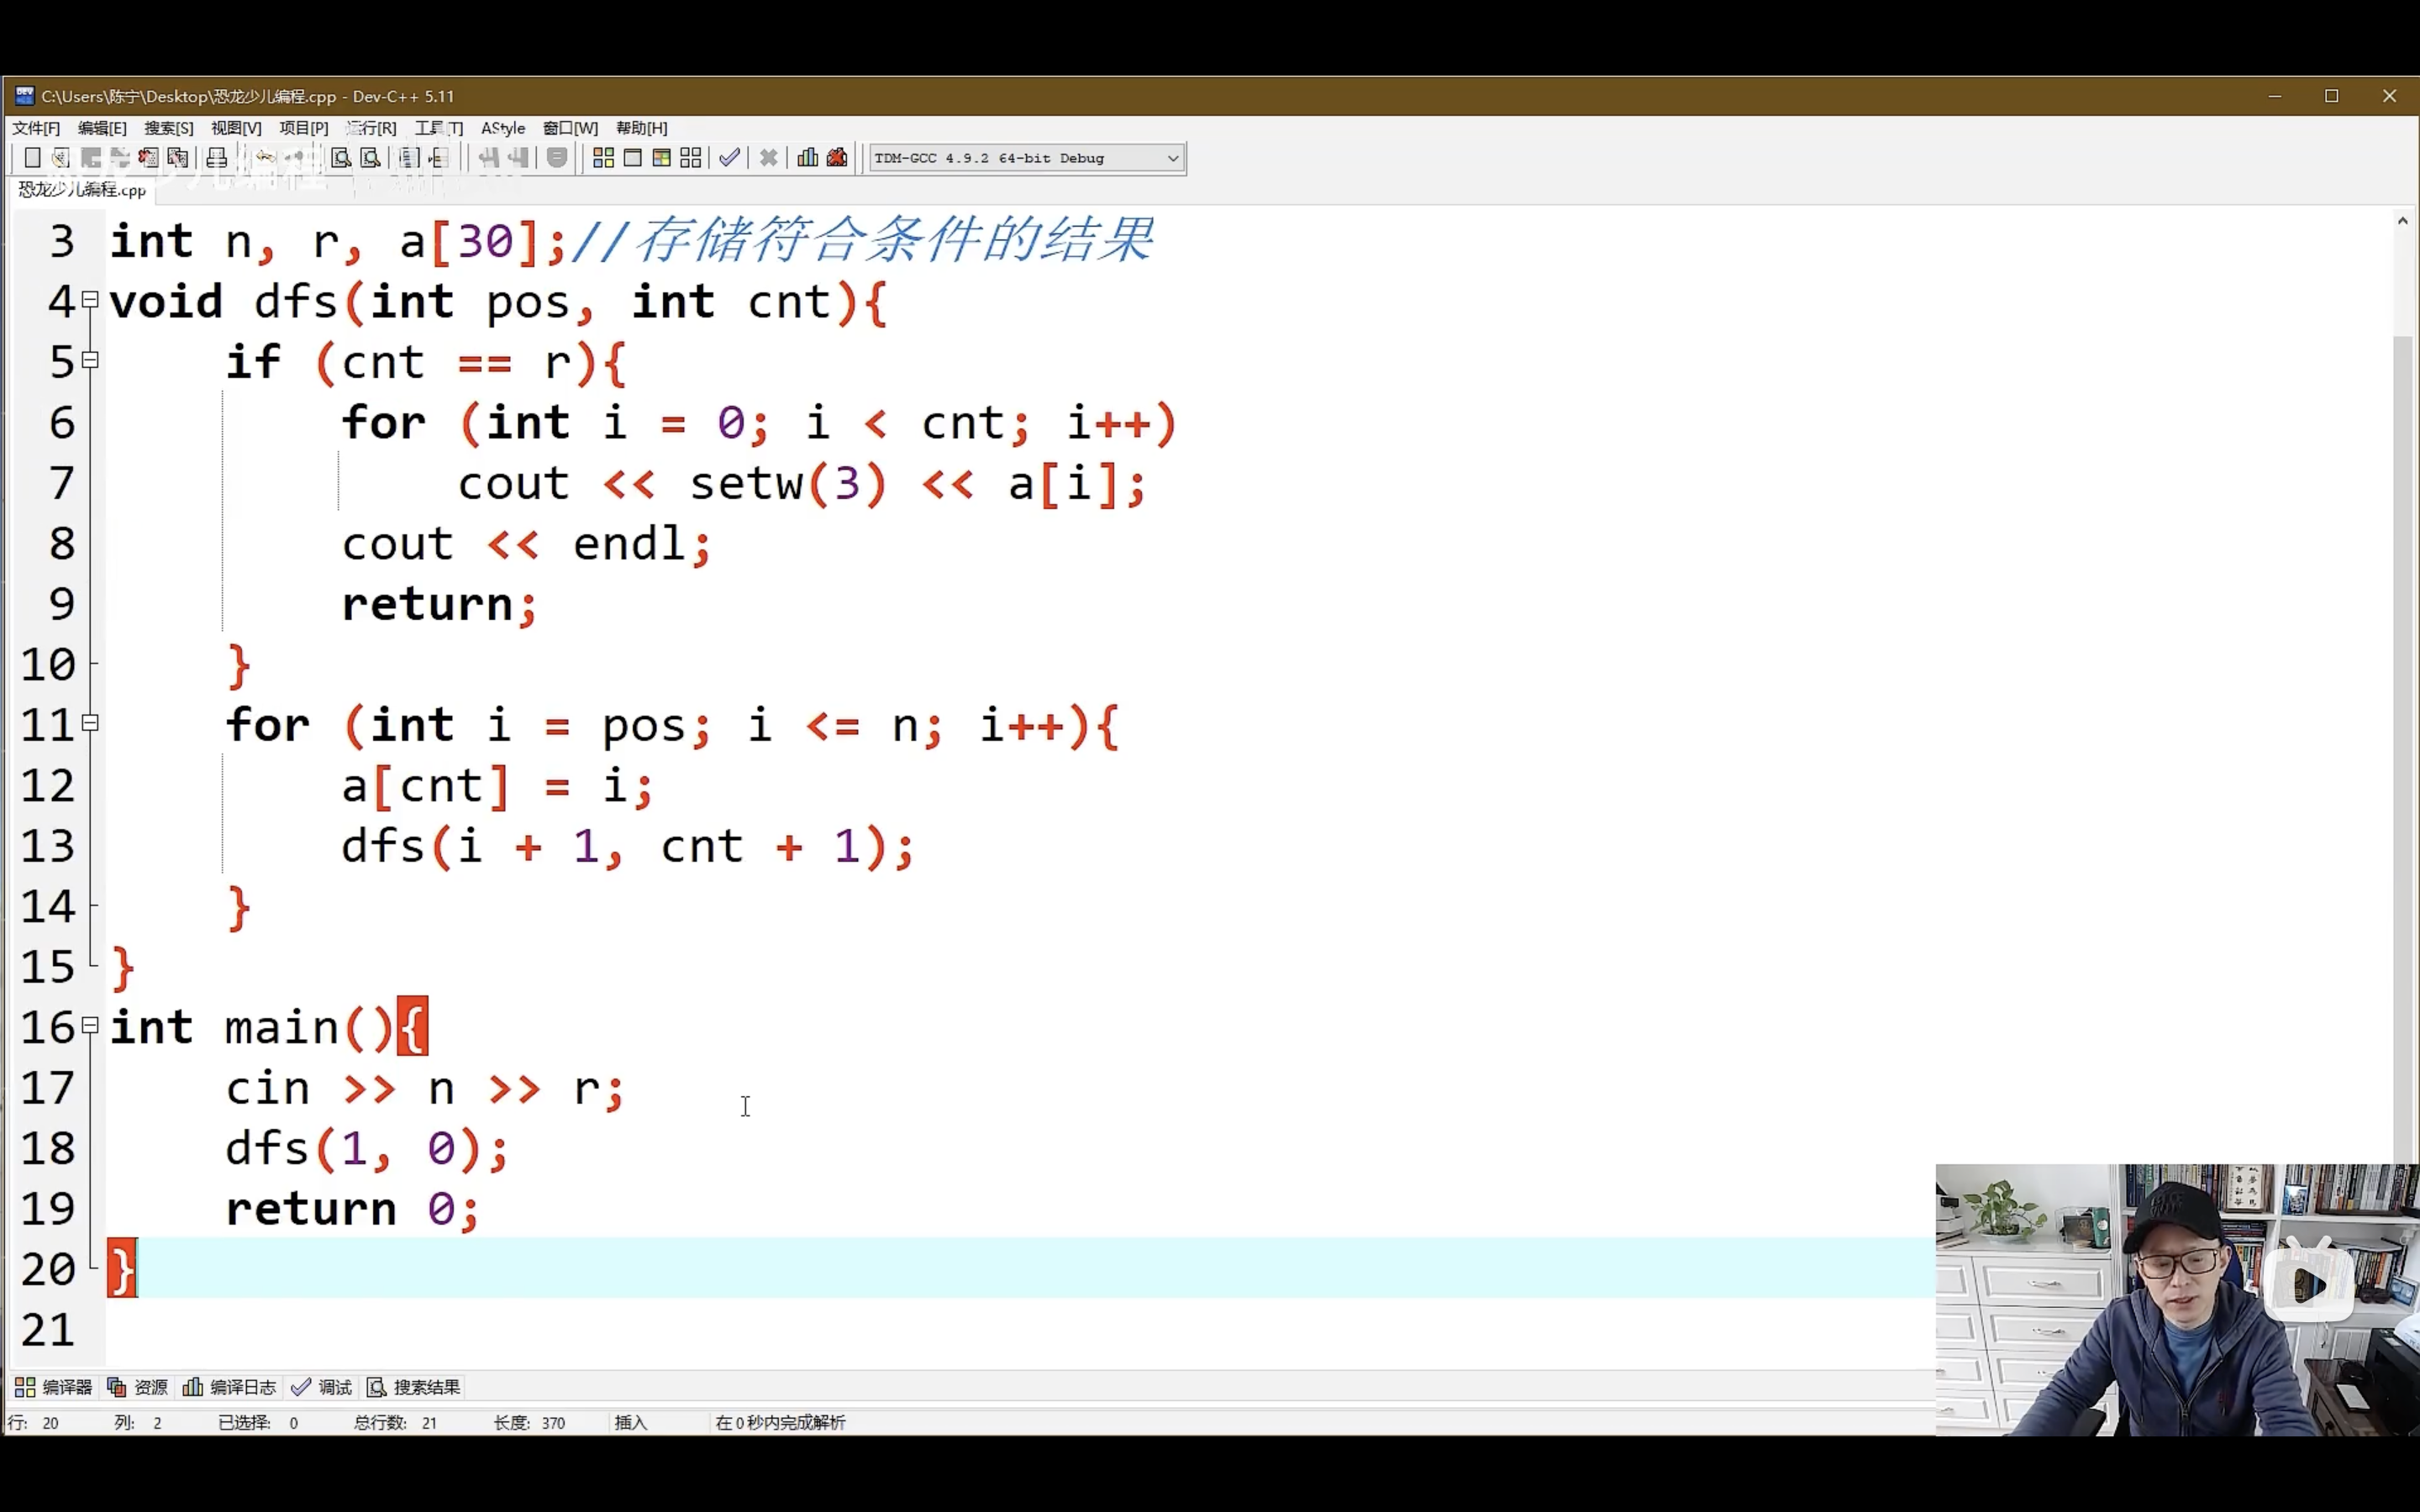 C:\Users\陈宁\Desktop\恐龙少儿编程.cpp - Dev-C++ 5.11
文件[F] 编辑[E] 搜索[S] 视图[V] 项目[P] 运行[R] 工具[T] AStyle 窗口[W] 帮助[H]
TDM-GCC 4.9.2 64-bit Debug
恐龙少儿编程
恐龙少儿编程.cpp
3 int n, r, a[30];//存储符合条件的结果
4 void dfs(int pos, int cnt){
5 if (cnt == r){
6 for (int i = 0; i < cnt; i++)
7 cout << setw(3) << a[i];
8 cout << endl;
9 return;
10 }
11 for (int i = pos; i <= n; i++){
12 a[cnt] = i;
13 dfs(i + 1, cnt + 1);
14 }
15 }
16 int main(){
17 cin >> n >> r;
18 dfs(1, 0);
19 return 0;
20 }
21
编译器 资源 编译日志 调试 搜索结果
行: 20 列: 2 已选择: 0 总行数: 21 长度: 370 插入 在 0 秒内完成解析